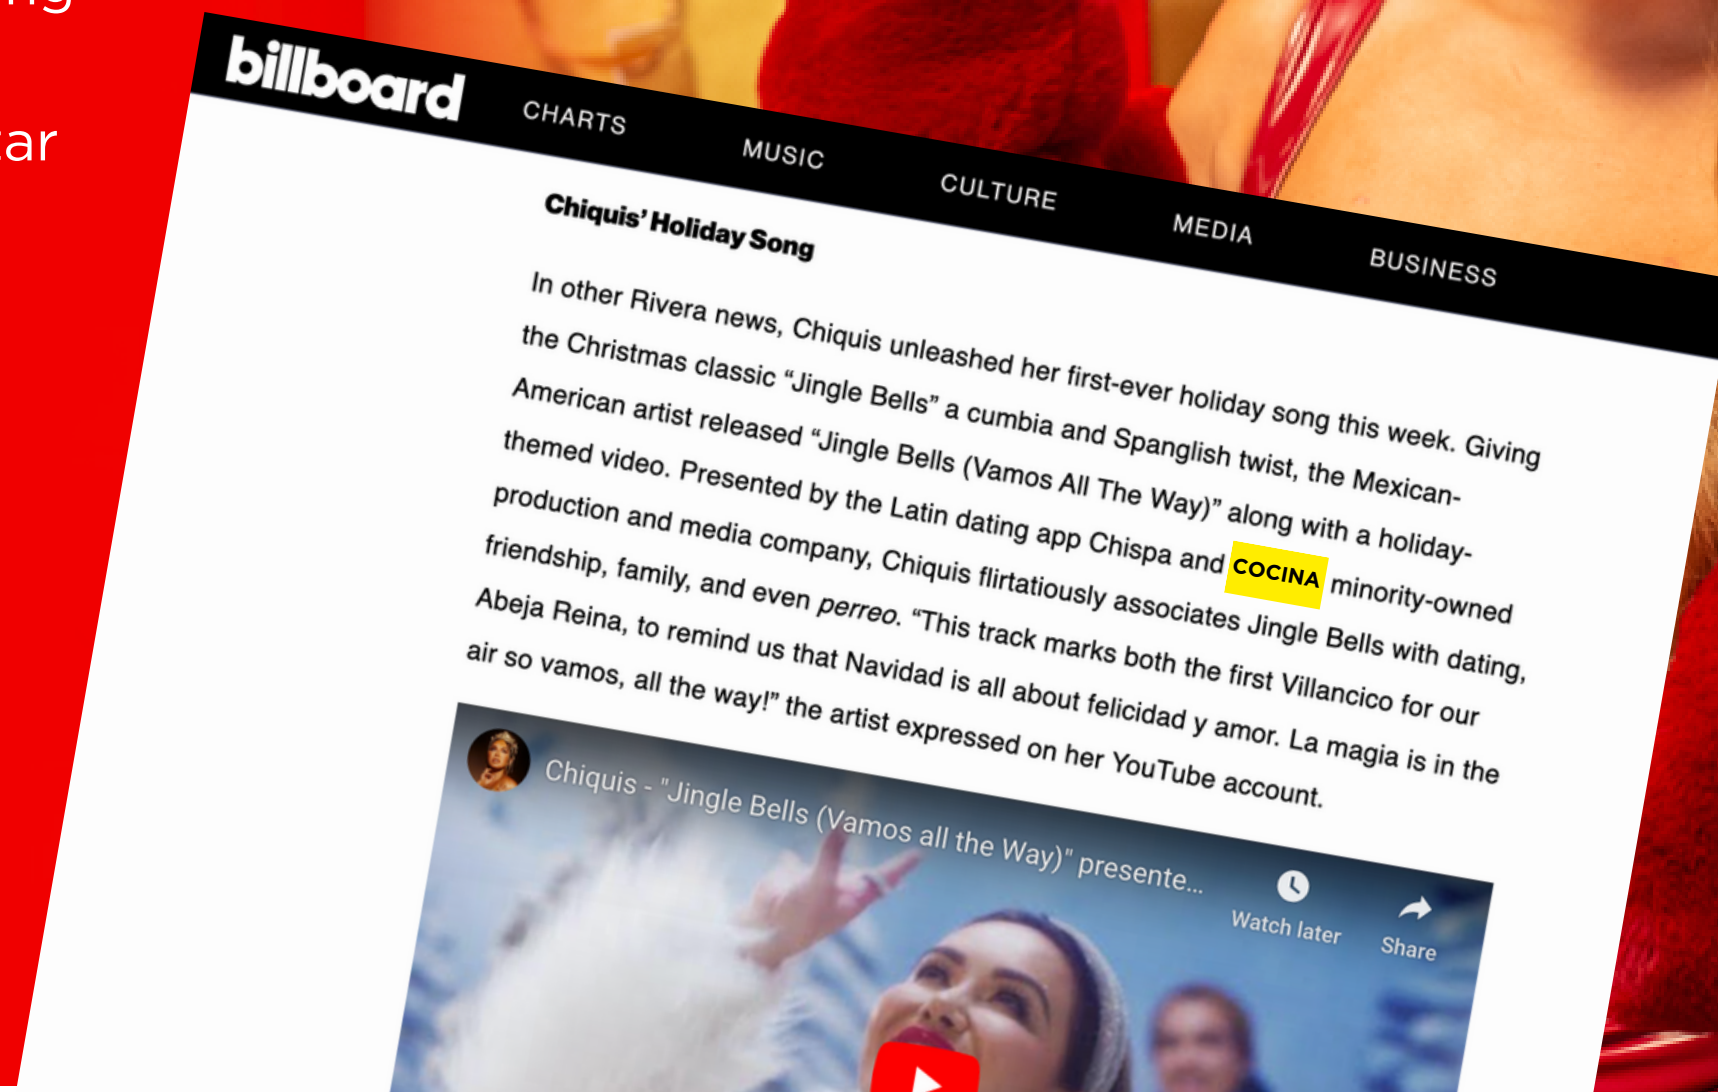 billboard
CHARTS
MUSIC
CULTURE
MEDIA
BUSINESS
Chiquis’ Holiday Song
In other Rivera news, Chiquis unleashed her first-ever holiday song this week. Giving
the Christmas classic “Jingle Bells” a cumbia and Spanglish twist, the Mexican-
American artist released “Jingle Bells (Vamos All The Way)” along with a holiday-
themed video. Presented by the Latin dating app Chispa and COCINA minority-owned
production and media company, Chiquis flirtatiously associates Jingle Bells with dating,
friendship, family, and even perreo. “This track marks both the first Villancico for our
Abeja Reina, to remind us that Navidad is all about felicidad y amor. La magia is in the
air so vamos, all the way!” the artist expressed on her YouTube account.
Chiquis - "Jingle Bells (Vamos all the Way)" presente...
Watch later
Share